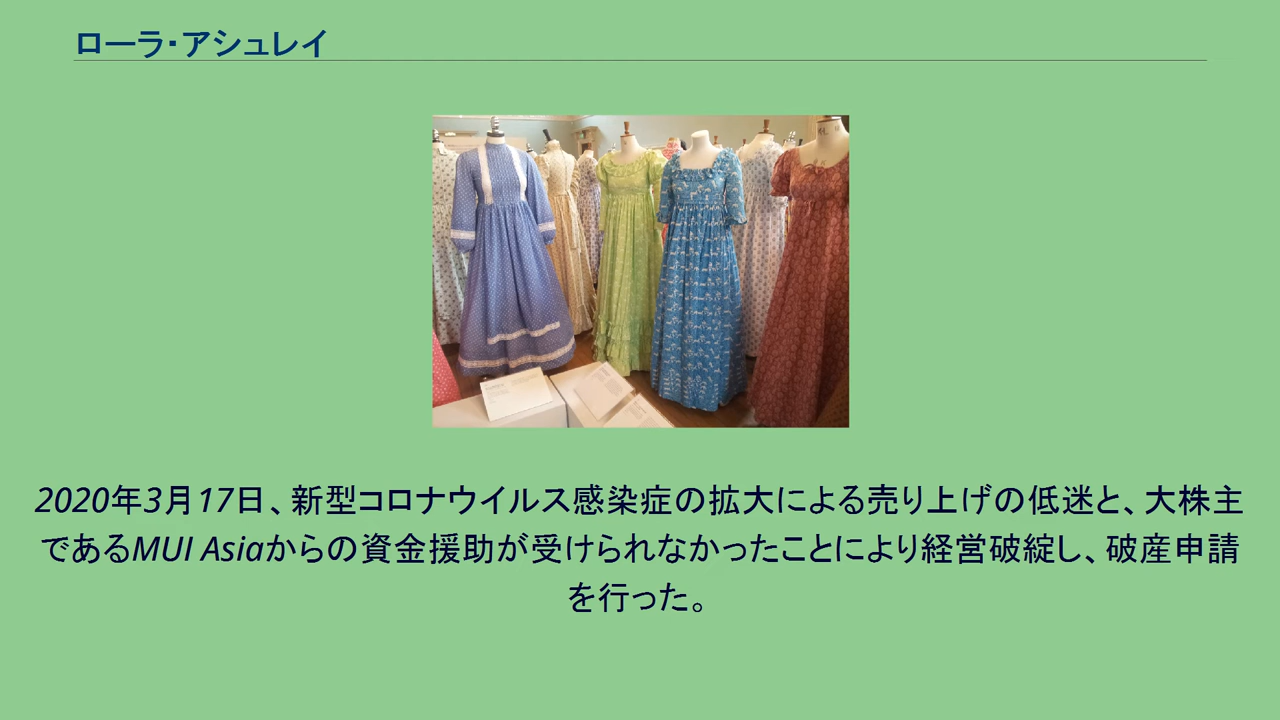 ローラ・アシュレイ
2020年3月17日、新型コロナウイルス感染症の拡大による売り上げの低迷と、大株主
であるMUI Asiaからの資金援助が受けられなかったことにより経営破綻し、破産申請
を行った。